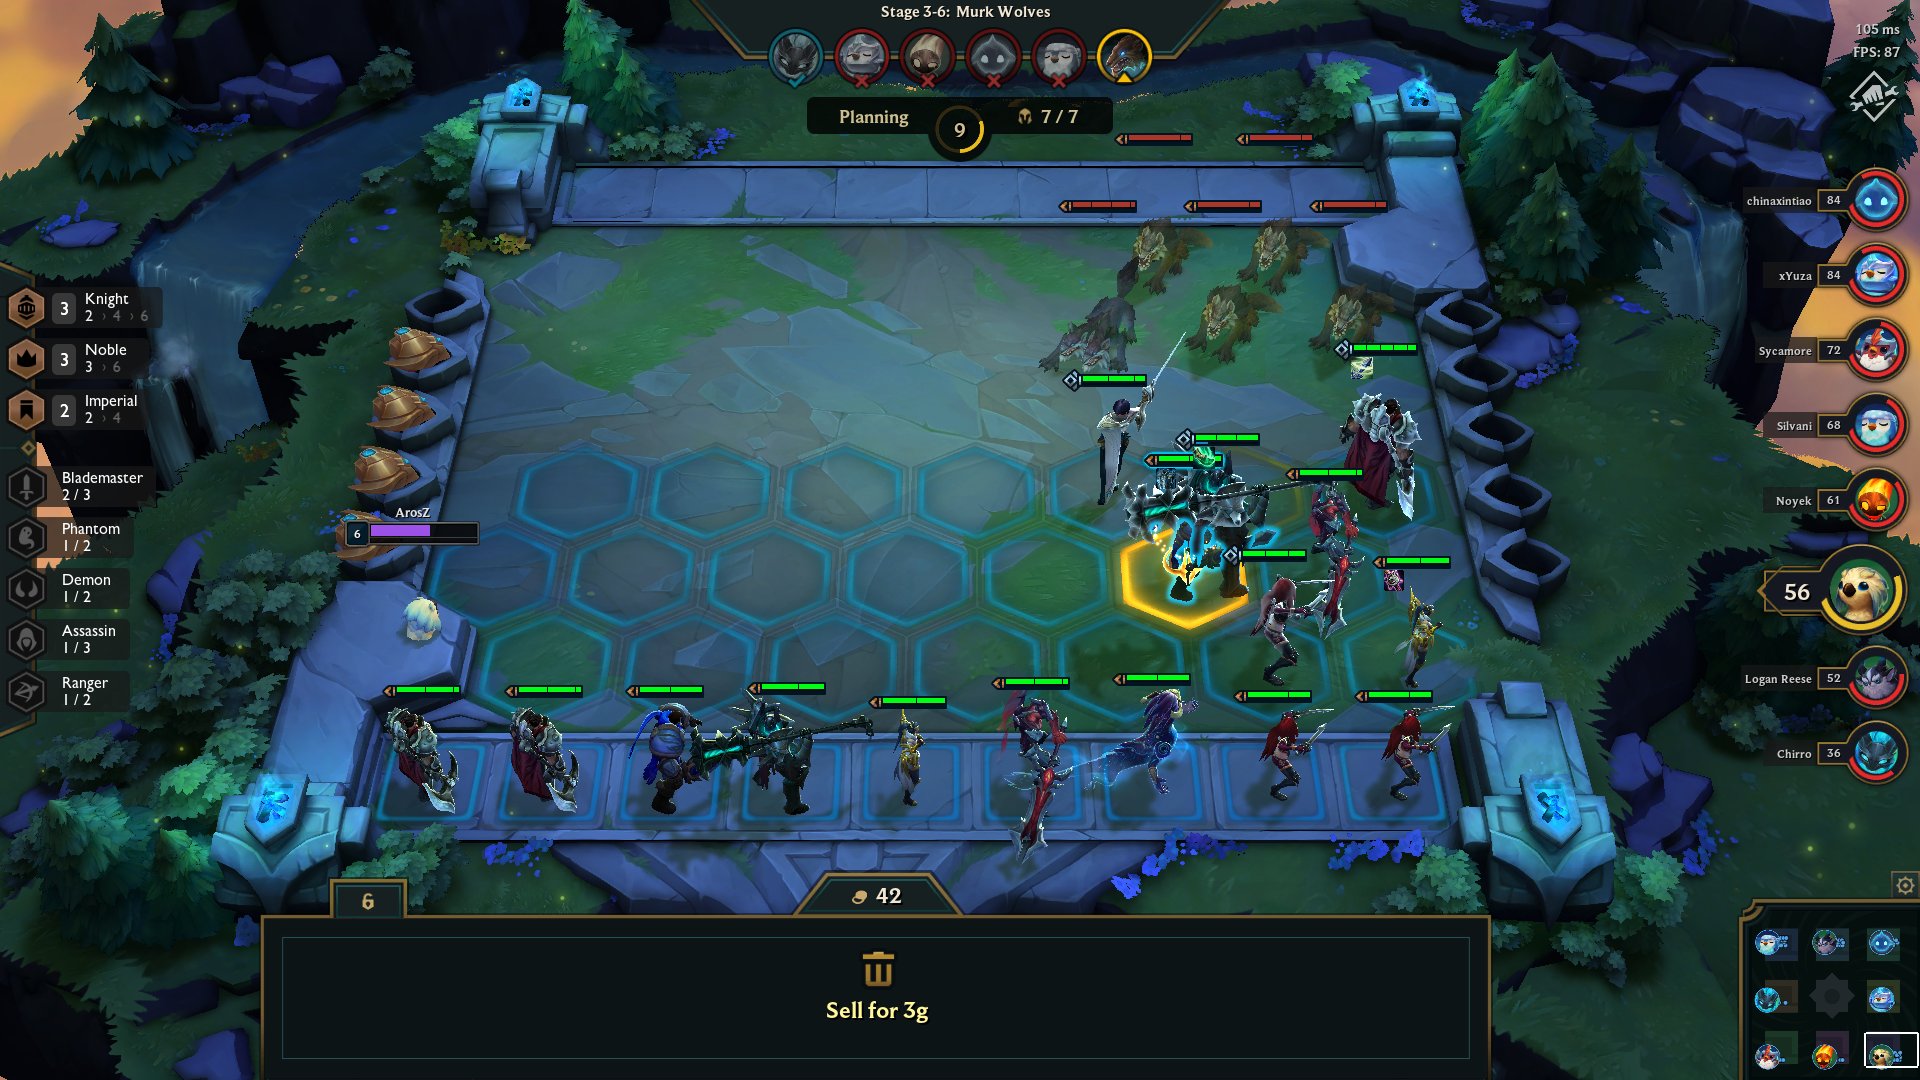 Stage 3-6: Murk Wolves
105 ms
FPS: 87
Planning
9
7 / 7
chinaxintiao 84
xYuza 84
Sycamore 72
Silvani 68
Noyek 61
56
Logan Reese 52
Chirro 36
3 Knight
2 › 4 › 6
3 Noble
3 › 6
2 Imperial
2 › 4
Blademaster
2 / 3
Phantom
1 / 2
Demon
1 / 2
Assassin
1 / 3
Ranger
1 / 2
ArosZ
6
6
42
Sell for 3g